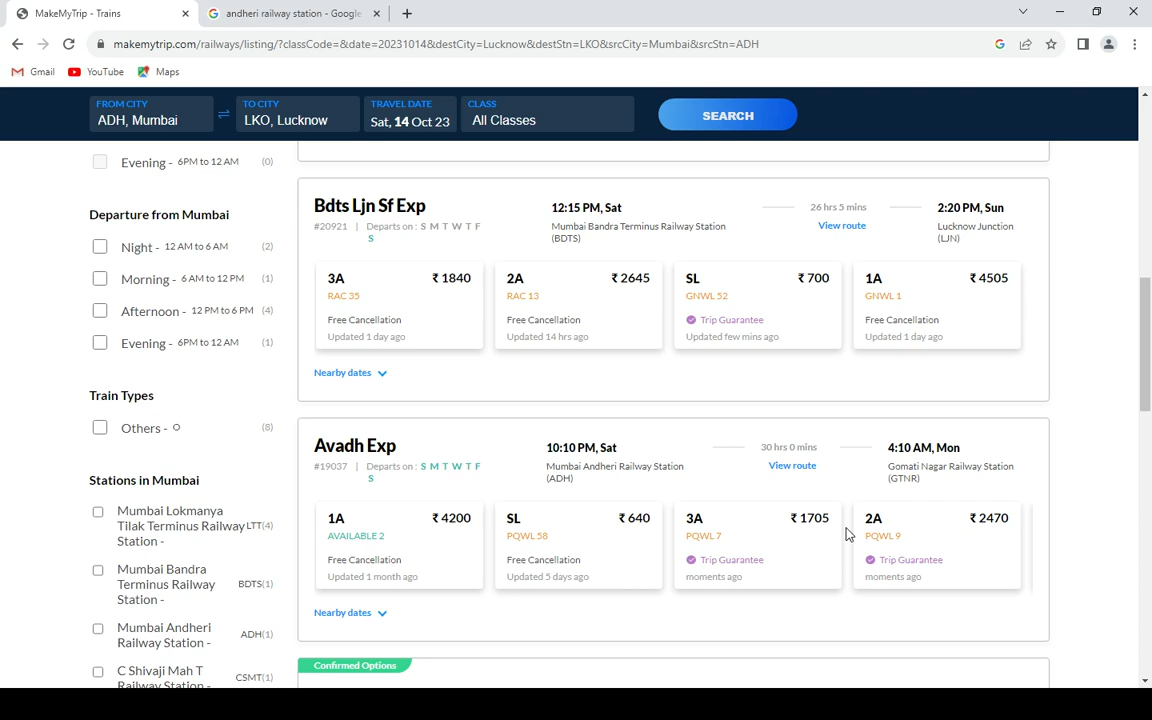 MakeMyTrip - Trains
andheri railway station - Google
makemytrip.com/railways/listing/?classCode=&date=20231014&destCity=Lucknow&destStn=LKO&srcCity=Mumbai&srcStn=ADH
Gmail YouTube Maps
FROM CITY TO CITY TRAVEL DATE CLASS
ADH, Mumbai LKO, Lucknow Sat, 14 Oct 23 All Classes SEARCH
Evening - 6PM to 12 AM (0)
Departure from Mumbai
Night - 12 AM to 6 AM (2)
Morning - 6 AM to 12 PM (1)
Afternoon - 12 PM to 6 PM (4)
Evening - 6PM to 12 AM (1)
Train Types
Others - O (8)
Stations in Mumbai
Mumbai Lokmanya
Tilak Terminus Railway LTT(4)
Station -
Mumbai Bandra
Terminus Railway BDTS(1)
Station -
Mumbai Andheri
Railway Station - ADH(1)
C Shivaji Mah T
Railway Station - CSMT(1)
Bdts Ljn Sf Exp 12:15 PM, Sat 26 hrs 5 mins 2:20 PM, Sun
#20921 | Departs on : S M T W T F
S
Mumbai Bandra Terminus Railway Station
(BDTS)
View route
Lucknow Junction
(LJN)
3A ₹ 1840
RAC 35
Free Cancellation
Updated 1 day ago
2A ₹ 2645
RAC 13
Free Cancellation
Updated 14 hrs ago
SL ₹ 700
GNWL 52
Trip Guarantee
Updated few mins ago
1A ₹ 4505
GNWL 1
Free Cancellation
Updated 1 day ago
Nearby dates
Avadh Exp 10:10 PM, Sat 30 hrs 0 mins 4:10 AM, Mon
#19037 | Departs on : S M T W T F
S
Mumbai Andheri Railway Station
(ADH)
View route
Gomati Nagar Railway Station
(GTNR)
1A ₹ 4200
AVAILABLE 2
Free Cancellation
Updated 1 month ago
SL ₹ 640
PQWL 58
Free Cancellation
Updated 5 days ago
3A ₹ 1705
PQWL 7
Trip Guarantee
moments ago
2A ₹ 2470
PQWL 9
Trip Guarantee
moments ago
Nearby dates
Confirmed Options